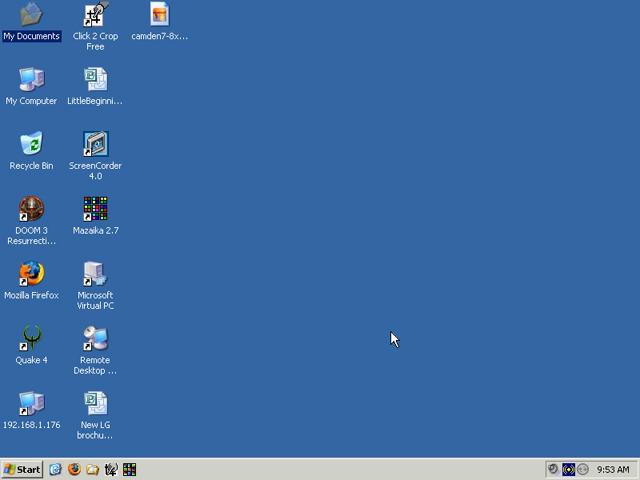 My Documents
Click 2 Crop
Free
camden7-8x...
My Computer
LittleBeginni...
Recycle Bin
ScreenCorder
4.0
DOOM 3
Resurrecti...
Mazaika 2.7
Mozilla Firefox
Microsoft
Virtual PC
Quake 4
Remote
Desktop ...
192.168.1.176
New LG
brochu...
Start
9:53 AM